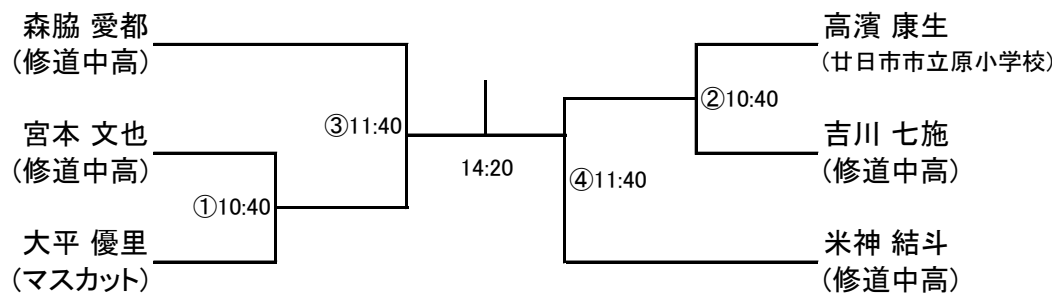 森脇 愛都
(修道中高)
宮本 文也
(修道中高)
大平 優里
(マスカット)
①10:40
③11:40
14:20
④11:40
②10:40
高濱 康生
(廿日市市立原小学校)
吉川 七施
(修道中高)
米神 結斗
(修道中高)